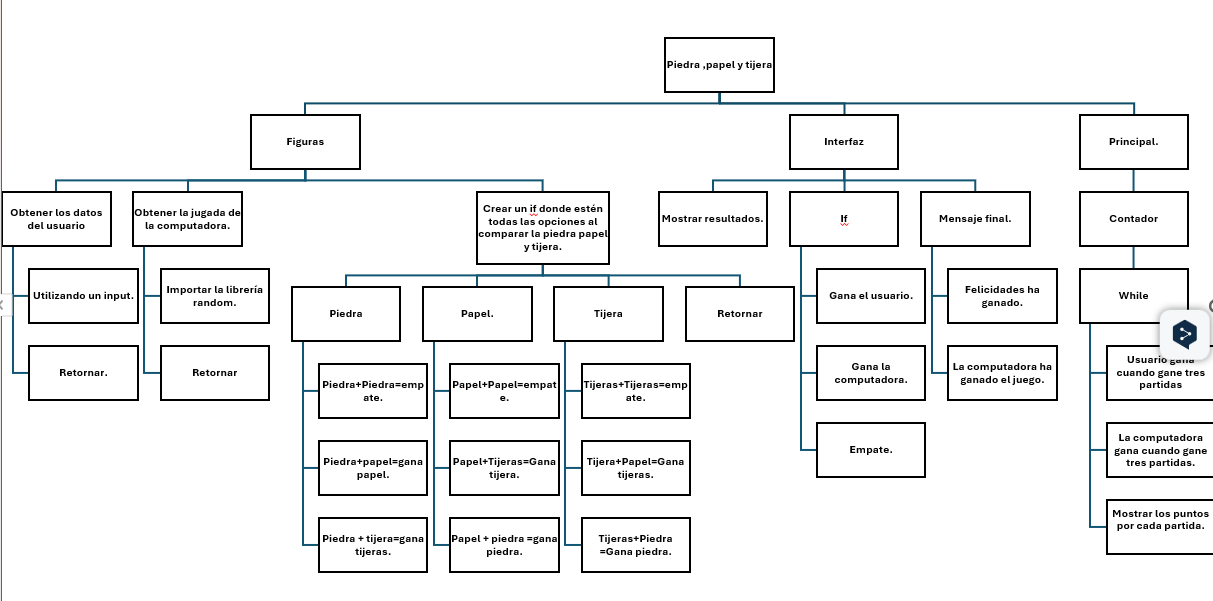 Piedra ,papel y tijera
Figuras
Interfaz
Principal.
Obtener los datos
del usuario
Obtener la jugada de
la computadora.
Crear un if donde estén
todas las opciones al
comparar la piedra papel
y tijera.
Mostrar resultados.
If
Mensaje final.
Contador
Utilizando un input.
Retornar.
Importar la librería
random.
Retornar
Piedra
Papel.
Tijera
Retornar
Piedra+Piedra=emp
ate.
Piedra+papel=gana
papel.
Piedra + tijera=gana
tijeras.
Papel+Papel=empat
e.
Papel+Tijeras=Gana
tijera.
Papel + piedra =gana
piedra.
Tijeras+Tijeras=emp
ate.
Tijera+Papel=Gana
tijeras.
Tijeras+Piedra
=Gana piedra.
Gana el usuario.
Gana la
computadora.
Empate.
Felicidades ha
ganado.
La computadora ha
ganado el juego.
While
Usuario gana
cuando gane tres
partidas
La computadora
gana cuando gane
tres partidas.
Mostrar los puntos
por cada partida.